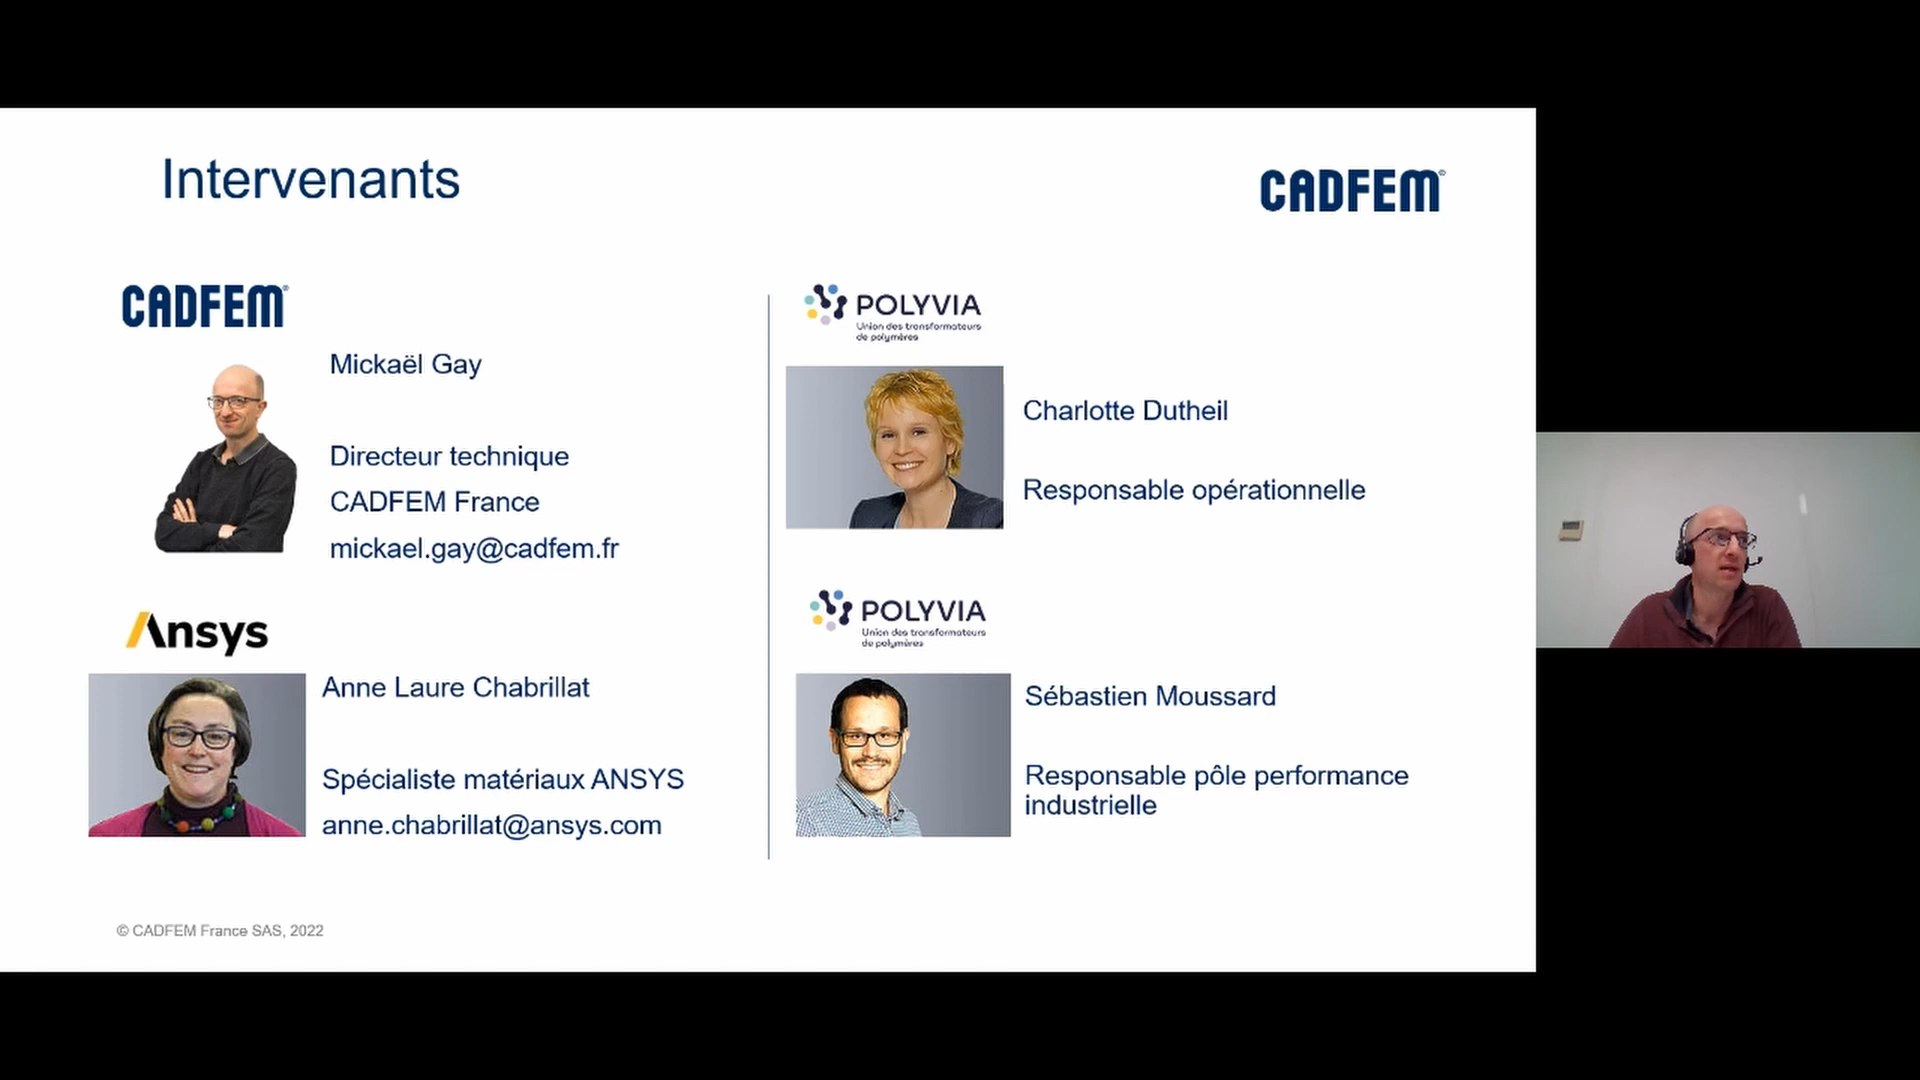 Intervenants
CADFEM®
CADFEM®
Mickaël Gay
Directeur technique
CADFEM France
mickael.gay@cadfem.fr
Ansys
Anne Laure Chabrillat
Spécialiste matériaux ANSYS
anne.chabrillat@ansys.com
POLYVIA
Union des transformateurs
de polymères
Charlotte Dutheil
Responsable opérationnelle
POLYVIA
Union des transformateurs
de polymères
Sébastien Moussard
Responsable pôle performance
industrielle
© CADFEM France SAS, 2022